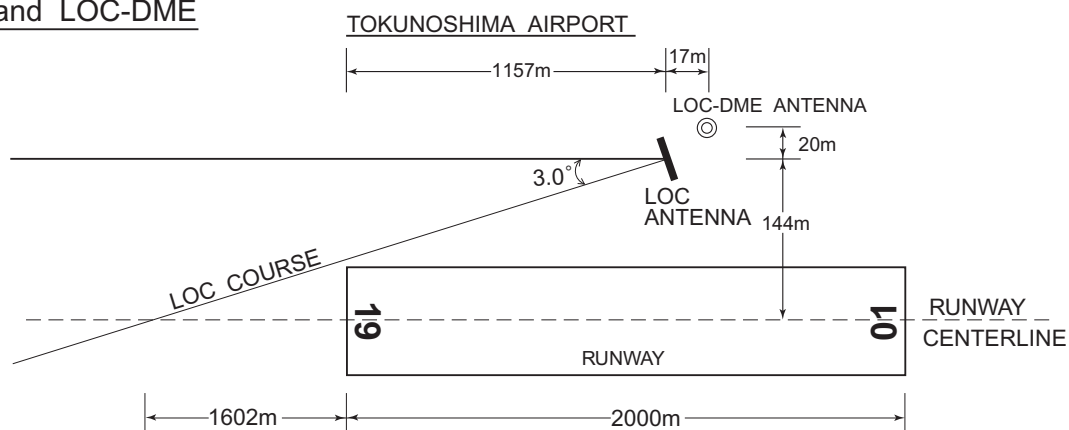 and LOC-DME
TOKUNOSHIMA AIRPORT
17m
1157m
LOC-DME ANTENNA
20m
3.0°
LOC
ANTENNA
144m
LOC COURSE
19
01
RUNWAY
CENTERLINE
RUNWAY
1602m
2000m